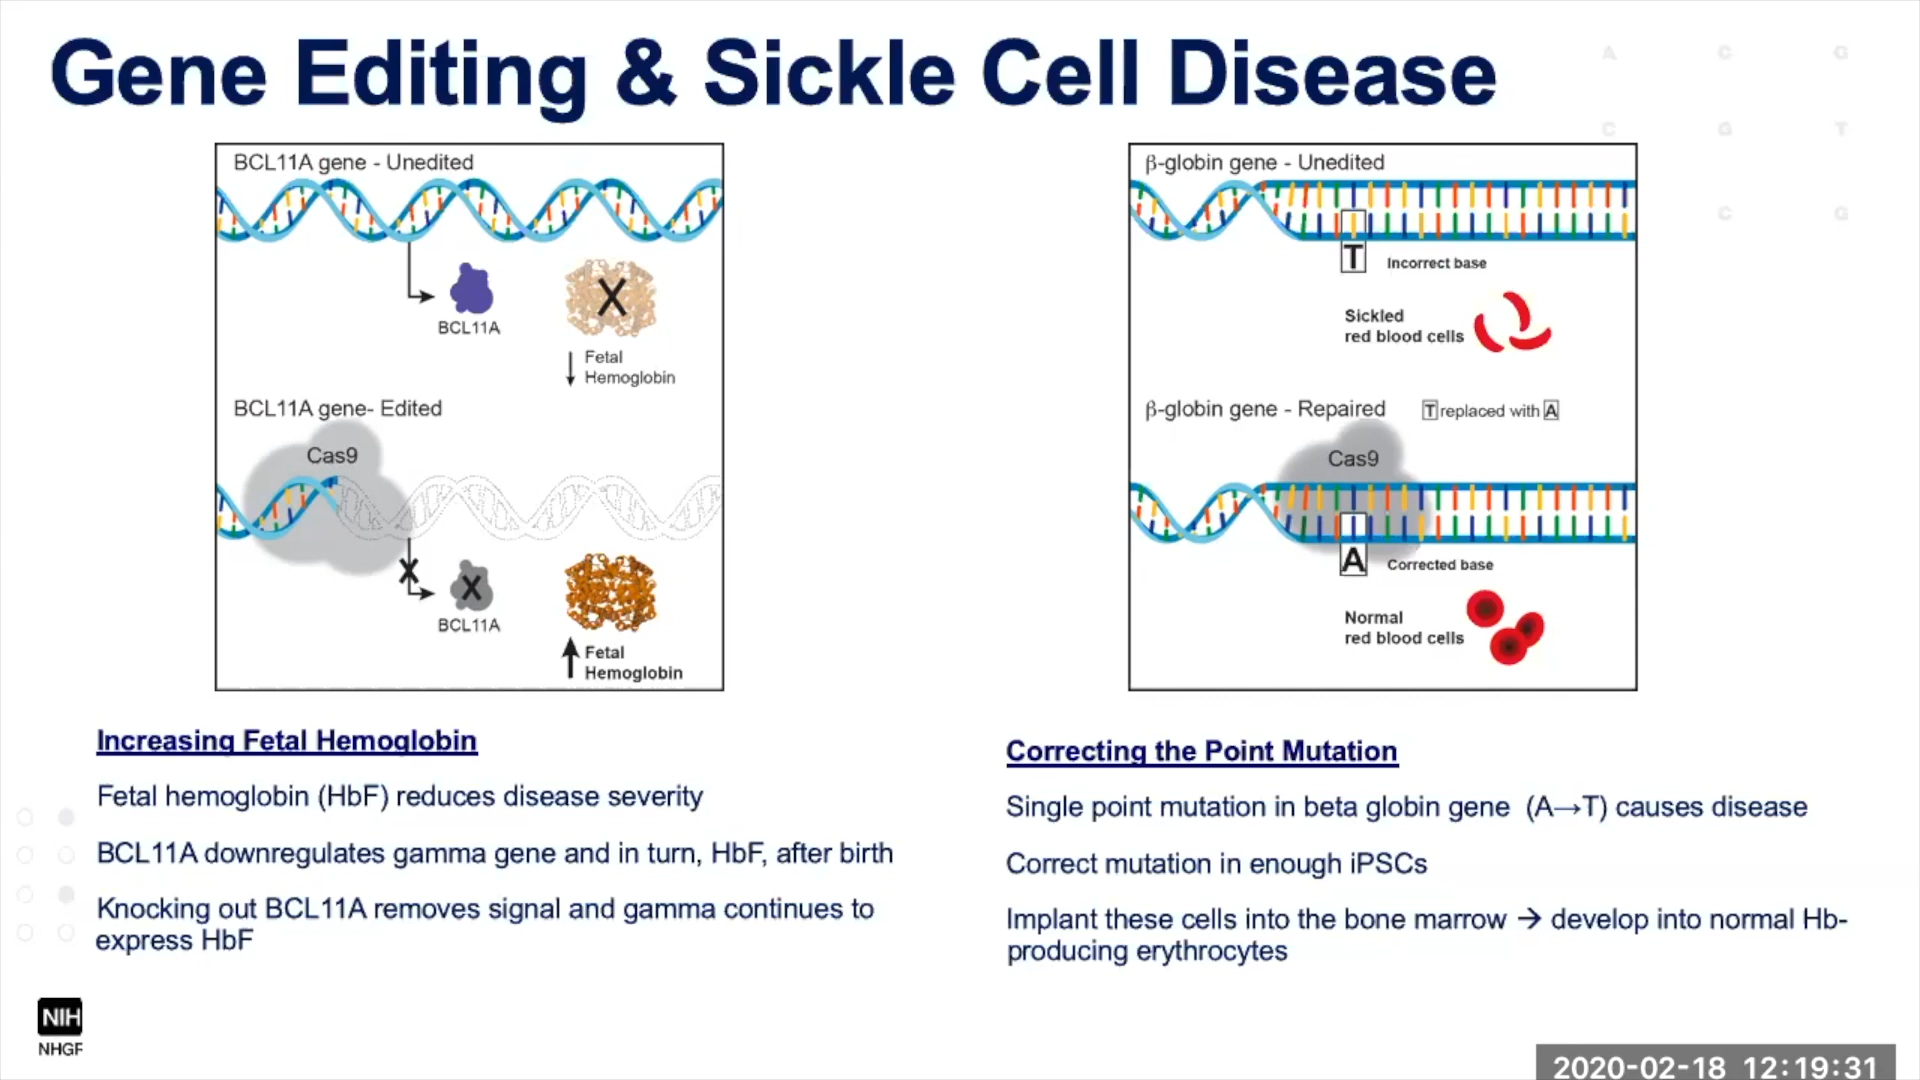 Gene Editing & Sickle Cell Disease
A C G
C G T
C G
BCL11A gene - Unedited
BCL11A
X
Fetal
Hemoglobin
BCL11A gene- Edited
Cas9
X
X
BCL11A
Fetal
Hemoglobin
β-globin gene - Unedited
T
Incorrect base
Sickled
red blood cells
β-globin gene - Repaired
T replaced with A
Cas9
A
Corrected base
Normal
red blood cells
Increasing Fetal Hemoglobin
Fetal hemoglobin (HbF) reduces disease severity
BCL11A downregulates gamma gene and in turn, HbF, after birth
Knocking out BCL11A removes signal and gamma continues to
express HbF
Correcting the Point Mutation
Single point mutation in beta globin gene (A→T) causes disease
Correct mutation in enough iPSCs
Implant these cells into the bone marrow → develop into normal Hb-
producing erythrocytes
NIH
NHGF
2020-02-18 12:19:31